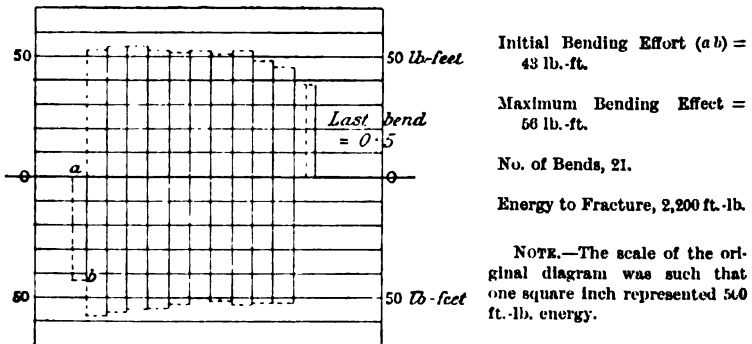 50
50 lb-feet
Last bend
= 0·5
a
0
0
b
50
50 lb-feet
Initial Bending Effort (a b) =
43 lb.-ft.
Maximum Bending Effect =
56 lb.-ft.
No. of Bends, 21.
Energy to Fracture, 2,200 ft.-lb.
NOTE.—The scale of the ori-
ginal diagram was such that
one square inch represented 500
ft.-lb. energy.